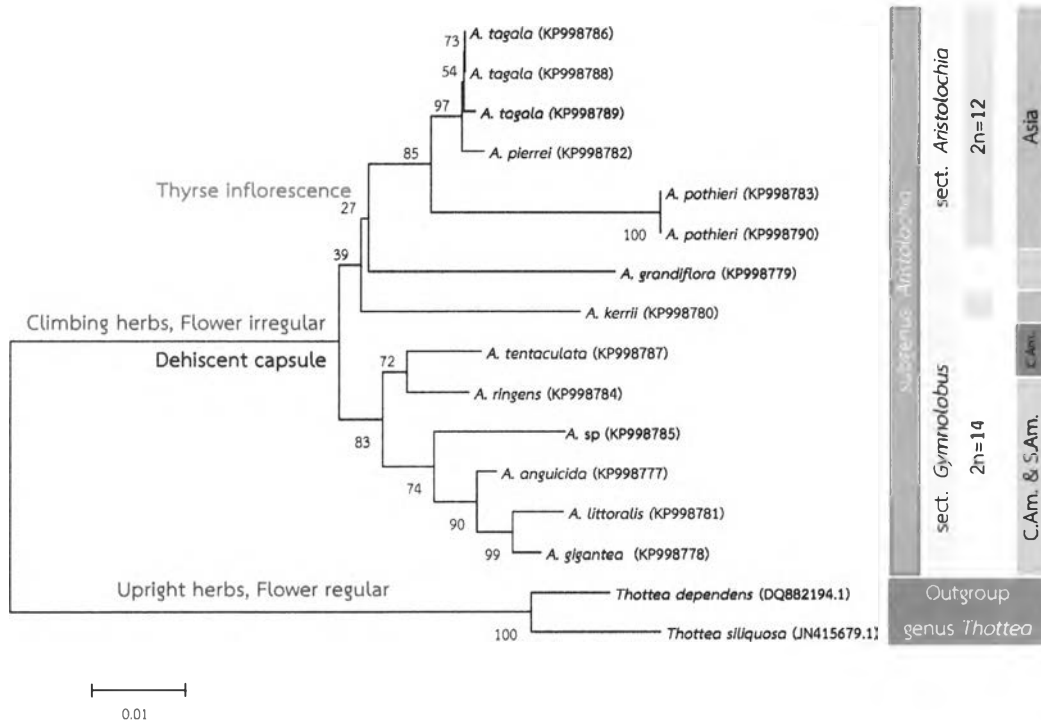 A. tagala (KP998786)
73
A. tagala (KP998788)
54
97
A. tagala (KP998789)
A. pierrei (KP998782)
85
Thyrse inflorescence
A. pothieri (KP998783)
27
A. pothieri (KP998790)
100
39
A. grandiflora (KP998779)
A. kerrii (KP998780)
Climbing herbs, Flower irregular
Dehiscent capsule
A. tentaculata (KP998787)
72
A. ringens (KP998784)
83
A. sp (KP998785)
74
A. anguicida (KP998777)
90
A. littoralis (KP998781)
99
A. gigantea (KP998778)
Upright herbs, Flower regular
Thottea dependens (DQ882194.1)
100
Thottea siliquosa (JN415679.1)
0.01
Subgenus Aristolochia
sect. Aristolochia
2n=12
Asia
sect. Gymnolobus
2n=14
C.Am.
C.Am. & S.Am.
Outgroup
genus Thottea